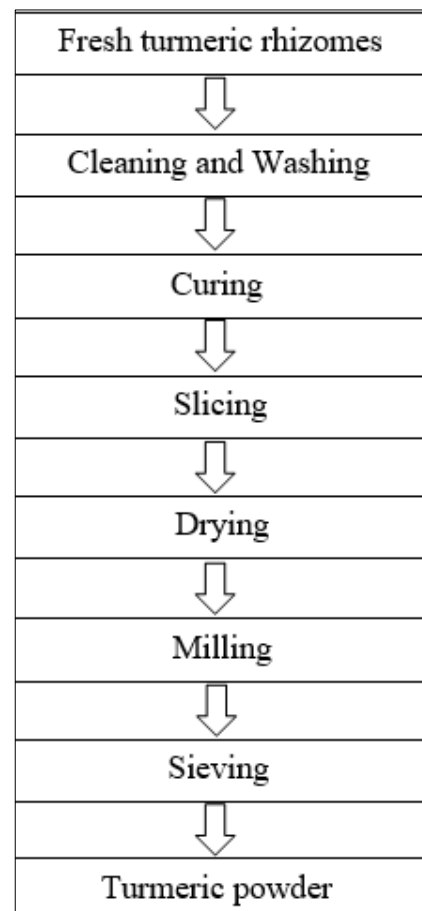 Fresh turmeric rhizomes
Cleaning and Washing
Curing
Slicing
Drying
Milling
Sieving
Turmeric powder